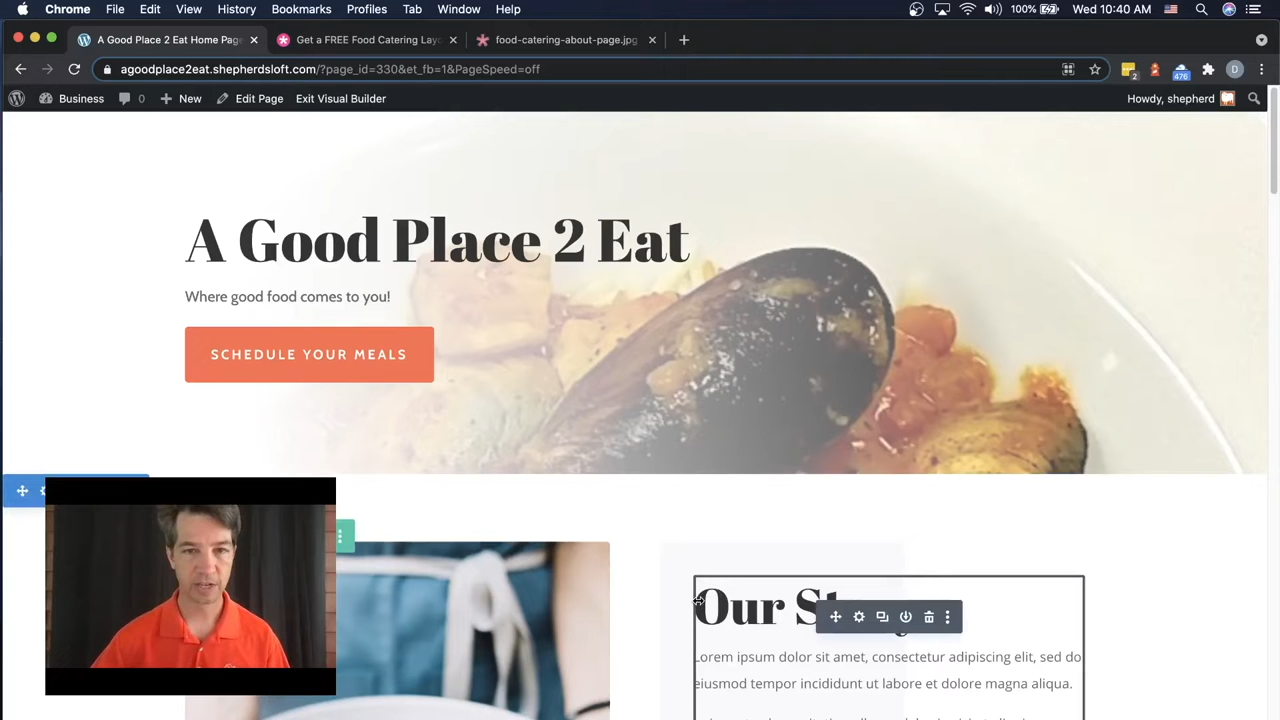 Chrome File Edit View History Bookmarks Profiles Tab Window Help 100% Wed 10:40 AM
A Good Place 2 Eat Home Page Get a FREE Food Catering Layo food-catering-about-page.jpg
agoodplace2eat.shepherdsloft.com/?page_id=330&et_fb=1&PageSpeed=off 2 476 D
Business 0 New Edit Page Exit Visual Builder Howdy, shepherd
A Good Place 2 Eat
Where good food comes to you!
SCHEDULE YOUR MEALS
Our
Lorem ipsum dolor sit amet, consectetur adipiscing elit, sed do
eiusmod tempor incididunt ut labore et dolore magna aliqua.